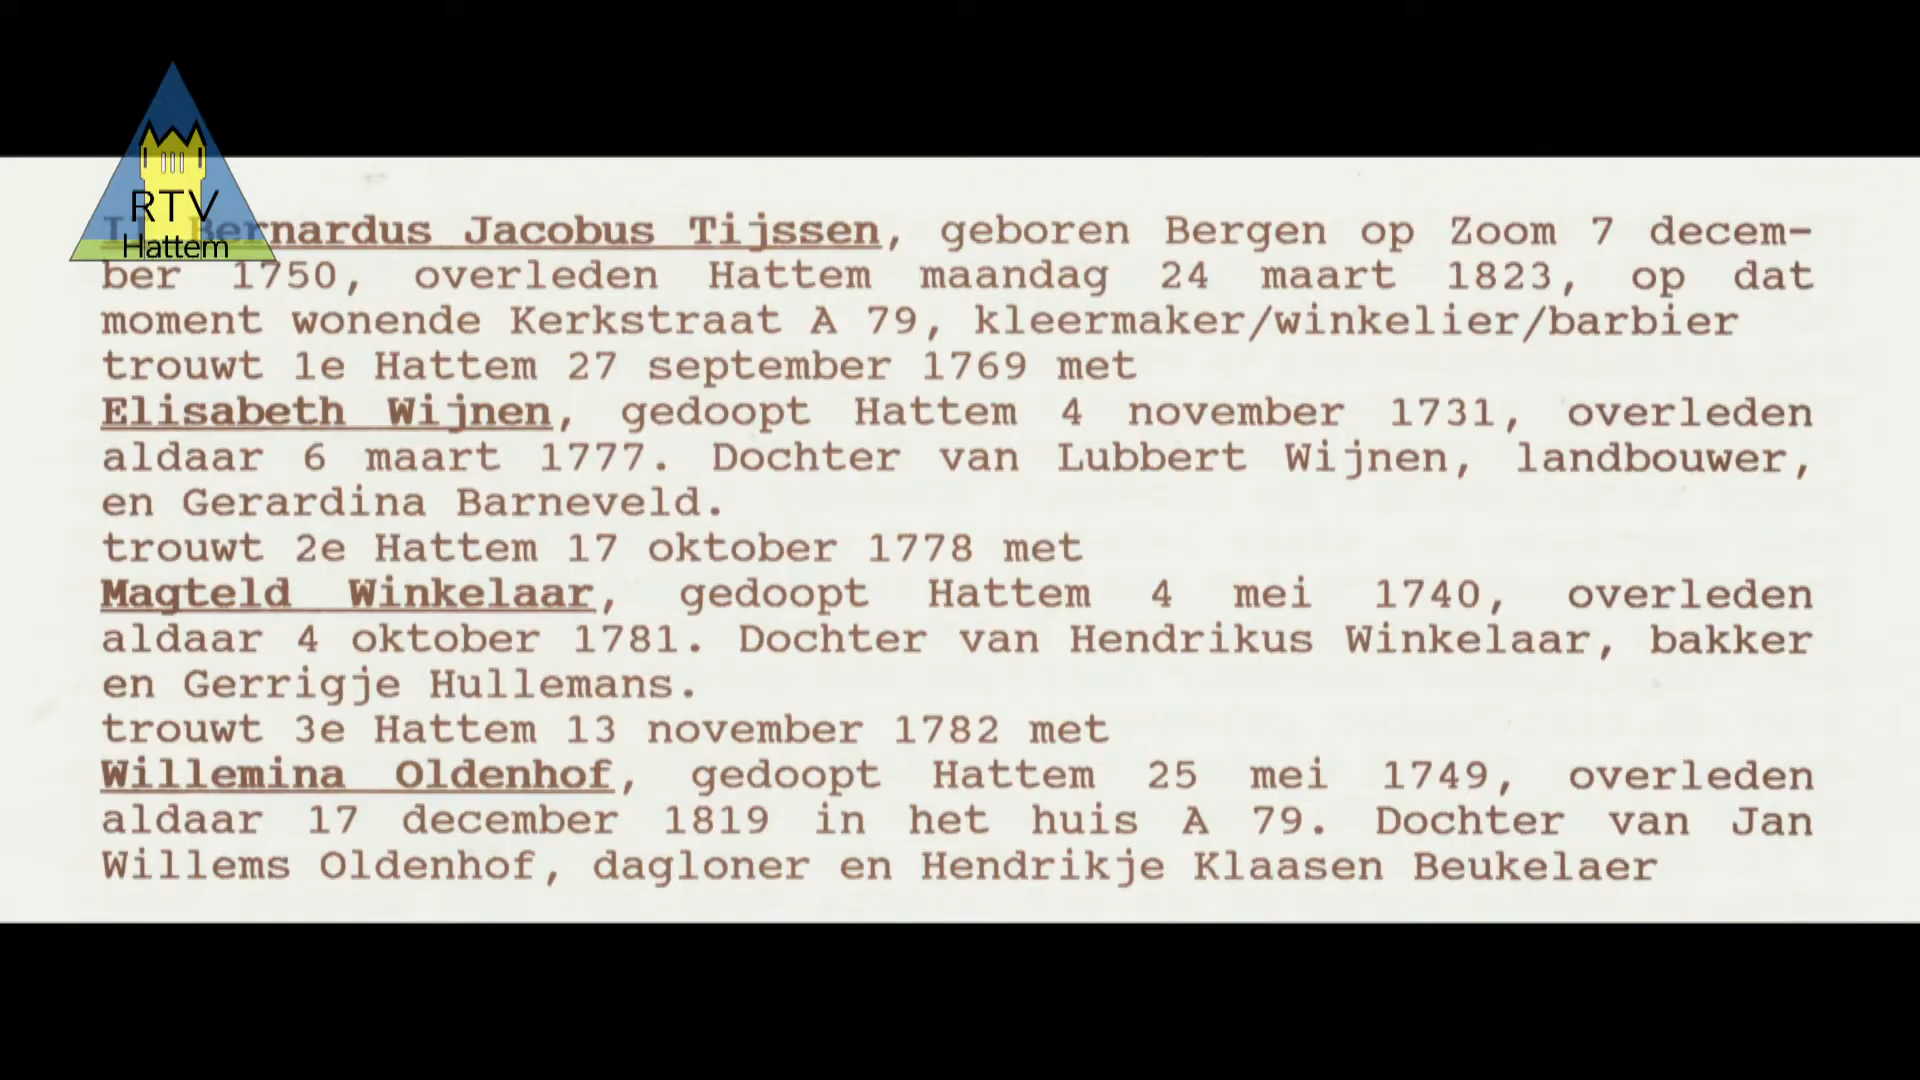 RTV
Hattem
Bernardus Jacobus Tijssen, geboren Bergen op Zoom 7 decem-
ber 1750, overleden Hattem maandag 24 maart 1823, op dat
moment wonende Kerkstraat A 79, kleermaker/winkelier/barbier
trouwt 1e Hattem 27 september 1769 met
Elisabeth Wijnen, gedoopt Hattem 4 november 1731, overleden
aldaar 6 maart 1777. Dochter van Lubbert Wijnen, landbouwer,
en Gerardina Barneveld.
trouwt 2e Hattem 17 oktober 1778 met
Magteld Winkelaar, gedoopt Hattem 4 mei 1740, overleden
aldaar 4 oktober 1781. Dochter van Hendrikus Winkelaar, bakker
en Gerrigje Hullemans.
trouwt 3e Hattem 13 november 1782 met
Willemina Oldenhof, gedoopt Hattem 25 mei 1749, overleden
aldaar 17 december 1819 in het huis A 79. Dochter van Jan
Willems Oldenhof, dagloner en Hendrikje Klaasen Beukelaer